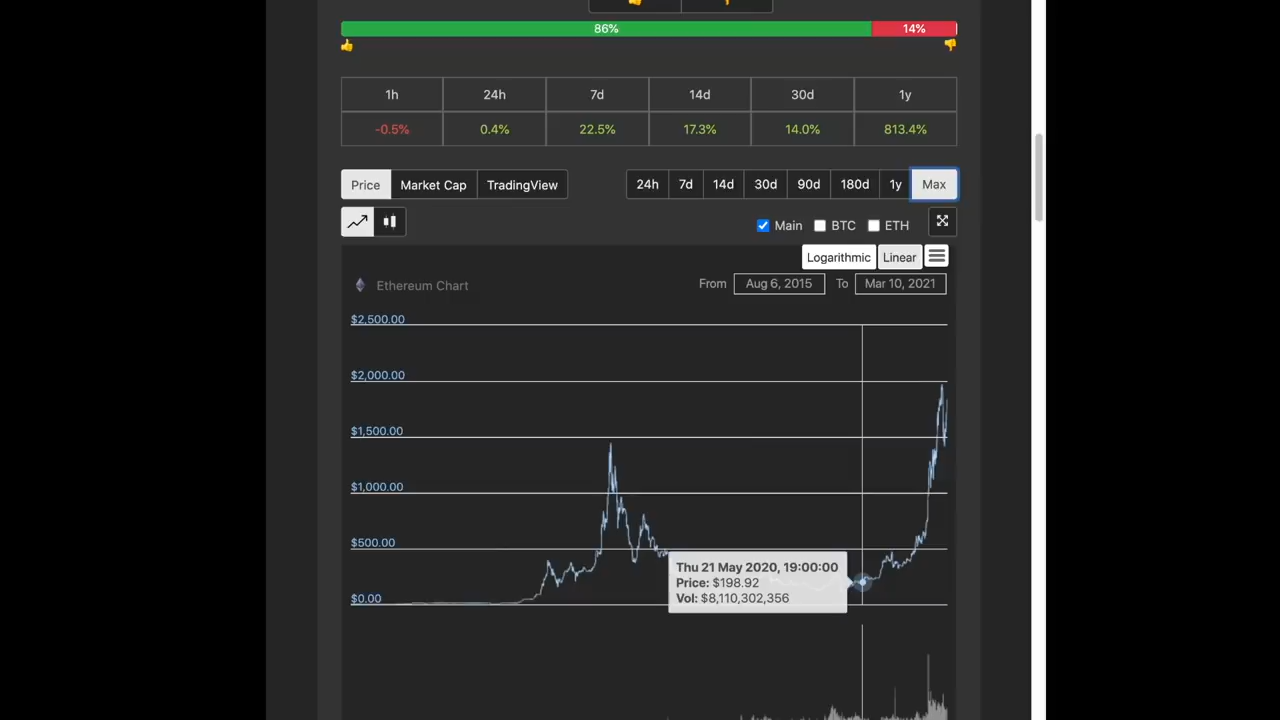 86% 14%
1h 24h 7d 14d 30d 1y
-0.5% 0.4% 22.5% 17.3% 14.0% 813.4%
Price Market Cap TradingView 24h 7d 14d 30d 90d 180d 1y Max
Main BTC ETH
Logarithmic Linear
Ethereum Chart From Aug 6, 2015 To Mar 10, 2021
$2,500.00
$2,000.00
$1,500.00
$1,000.00
$500.00
Thu 21 May 2020, 19:00:00
Price: $198.92
Vol: $8,110,302,356
$0.00